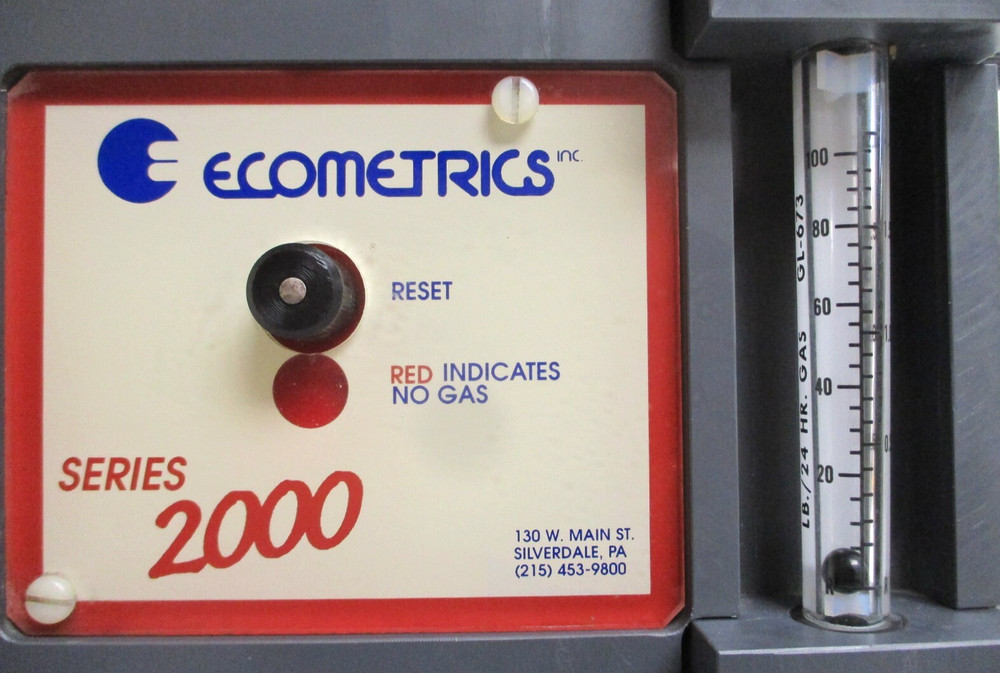 ECOMETRICS INC.
RESET
RED INDICATES
NO GAS
SERIES
2000
130 W. MAIN ST.
SILVERDALE, PA
(215) 453-9800
LB./24 HR. GAS GL-673
100
80
60
40
20